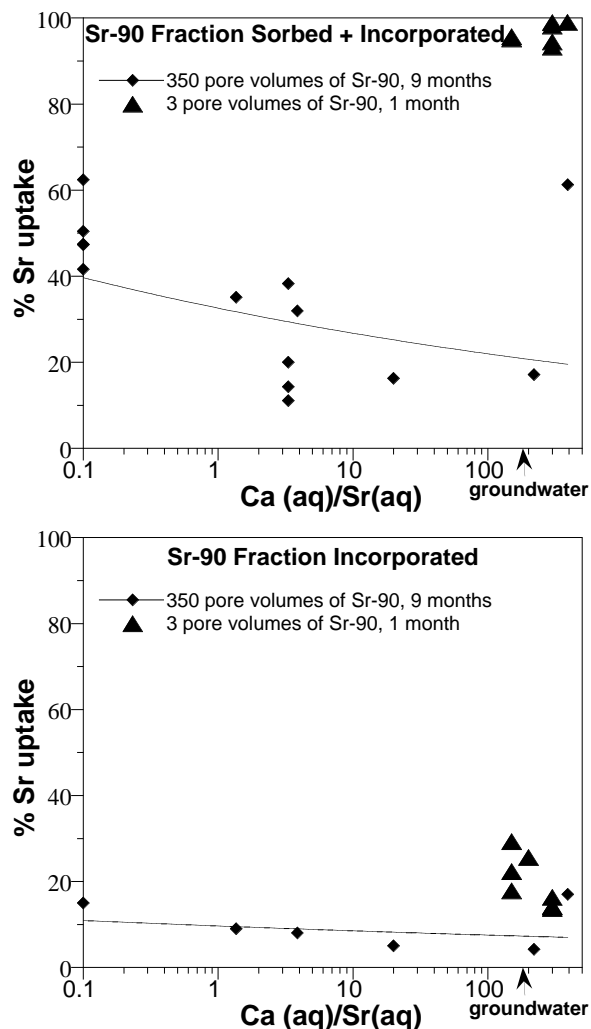 Sr-90 Fraction Sorbed + Incorporated
350 pore volumes of Sr-90, 9 months
3 pore volumes of Sr-90, 1 month
100
80
60
40
20
0
% Sr uptake
0.1 1 10 100
Ca (aq)/Sr(aq)
groundwater
Sr-90 Fraction Incorporated
350 pore volumes of Sr-90, 9 months
3 pore volumes of Sr-90, 1 month
100
80
60
40
20
0
% Sr uptake
0.1 1 10 100
Ca (aq)/Sr(aq)
groundwater